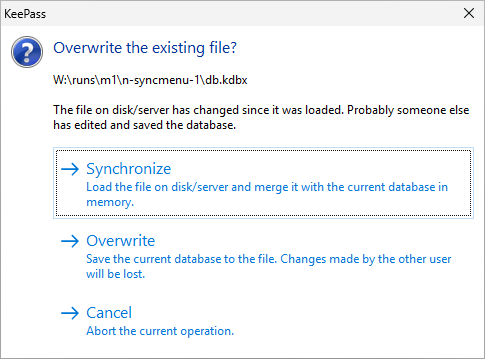 KeePass
Overwrite the existing file?
W:\runs\m1\n-syncmenu-1\db.kdbx
The file on disk/server has changed since it was loaded. Probably someone else
has edited and saved the database.
Synchronize
Load the file on disk/server and merge it with the current database in
memory.
Overwrite
Save the current database to the file. Changes made by the other user
will be lost.
Cancel
Abort the current operation.